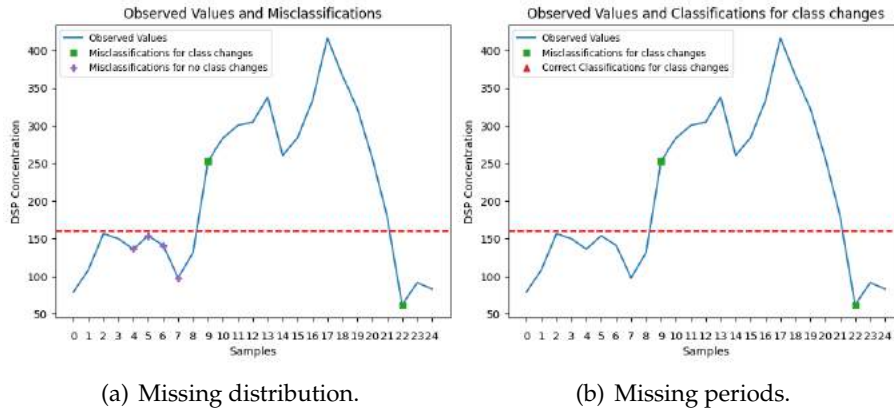 Observed Values and Misclassifications
Observed Values
Misclassifications for class changes
Misclassifications for no class changes
DSP Concentration
400
350
300
250
200
150
100
50
0 1 2 3 4 5 6 7 8 9 10 11 12 13 14 15 16 17 18 19 20 21 22 23 24
Samples
(a) Missing distribution.
Observed Values and Classifications for class changes
Observed Values
Misclassifications for class changes
Correct Classifications for class changes
DSP Concentration
400
350
300
250
200
150
100
50
0 1 2 3 4 5 6 7 8 9 10 11 12 13 14 15 16 17 18 19 20 21 22 23 24
Samples
(b) Missing periods.